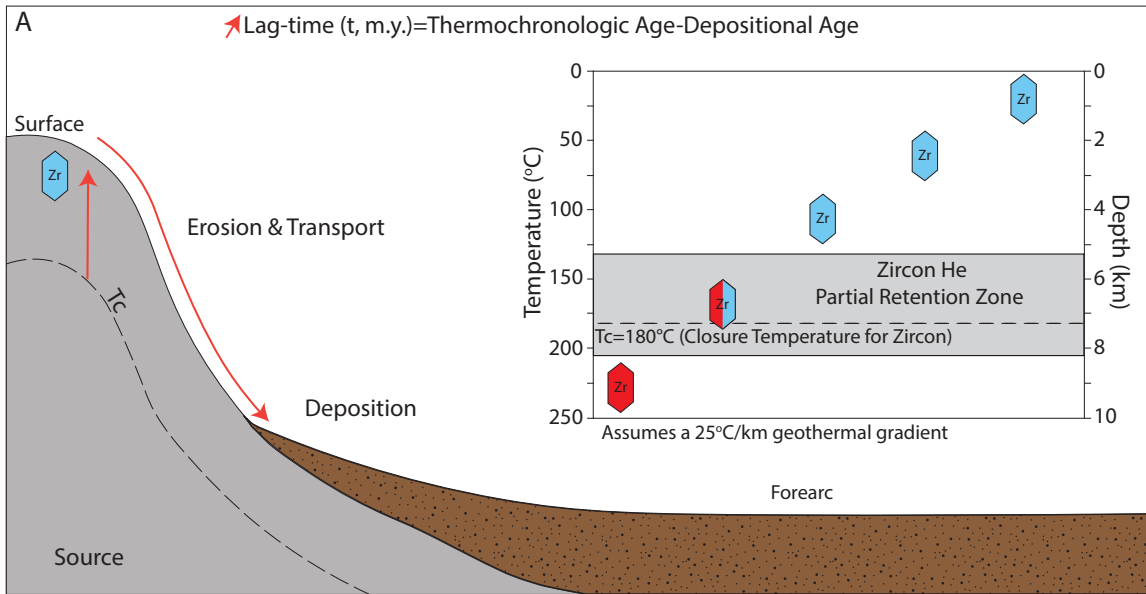 A
Lag-time (t, m.y.)=Thermochronologic Age-Depositional Age
Surface
Zr
Tc
Erosion & Transport
Deposition
Source
Forearc
Temperature (°C)
0
50
100
150
200
250
Zr
Zr
Zr
Zr
Zr
Zircon He
Partial Retention Zone
Tc=180°C (Closure Temperature for Zircon)
0
2
4
6
8
10
Depth (km)
Assumes a 25°C/km geothermal gradient